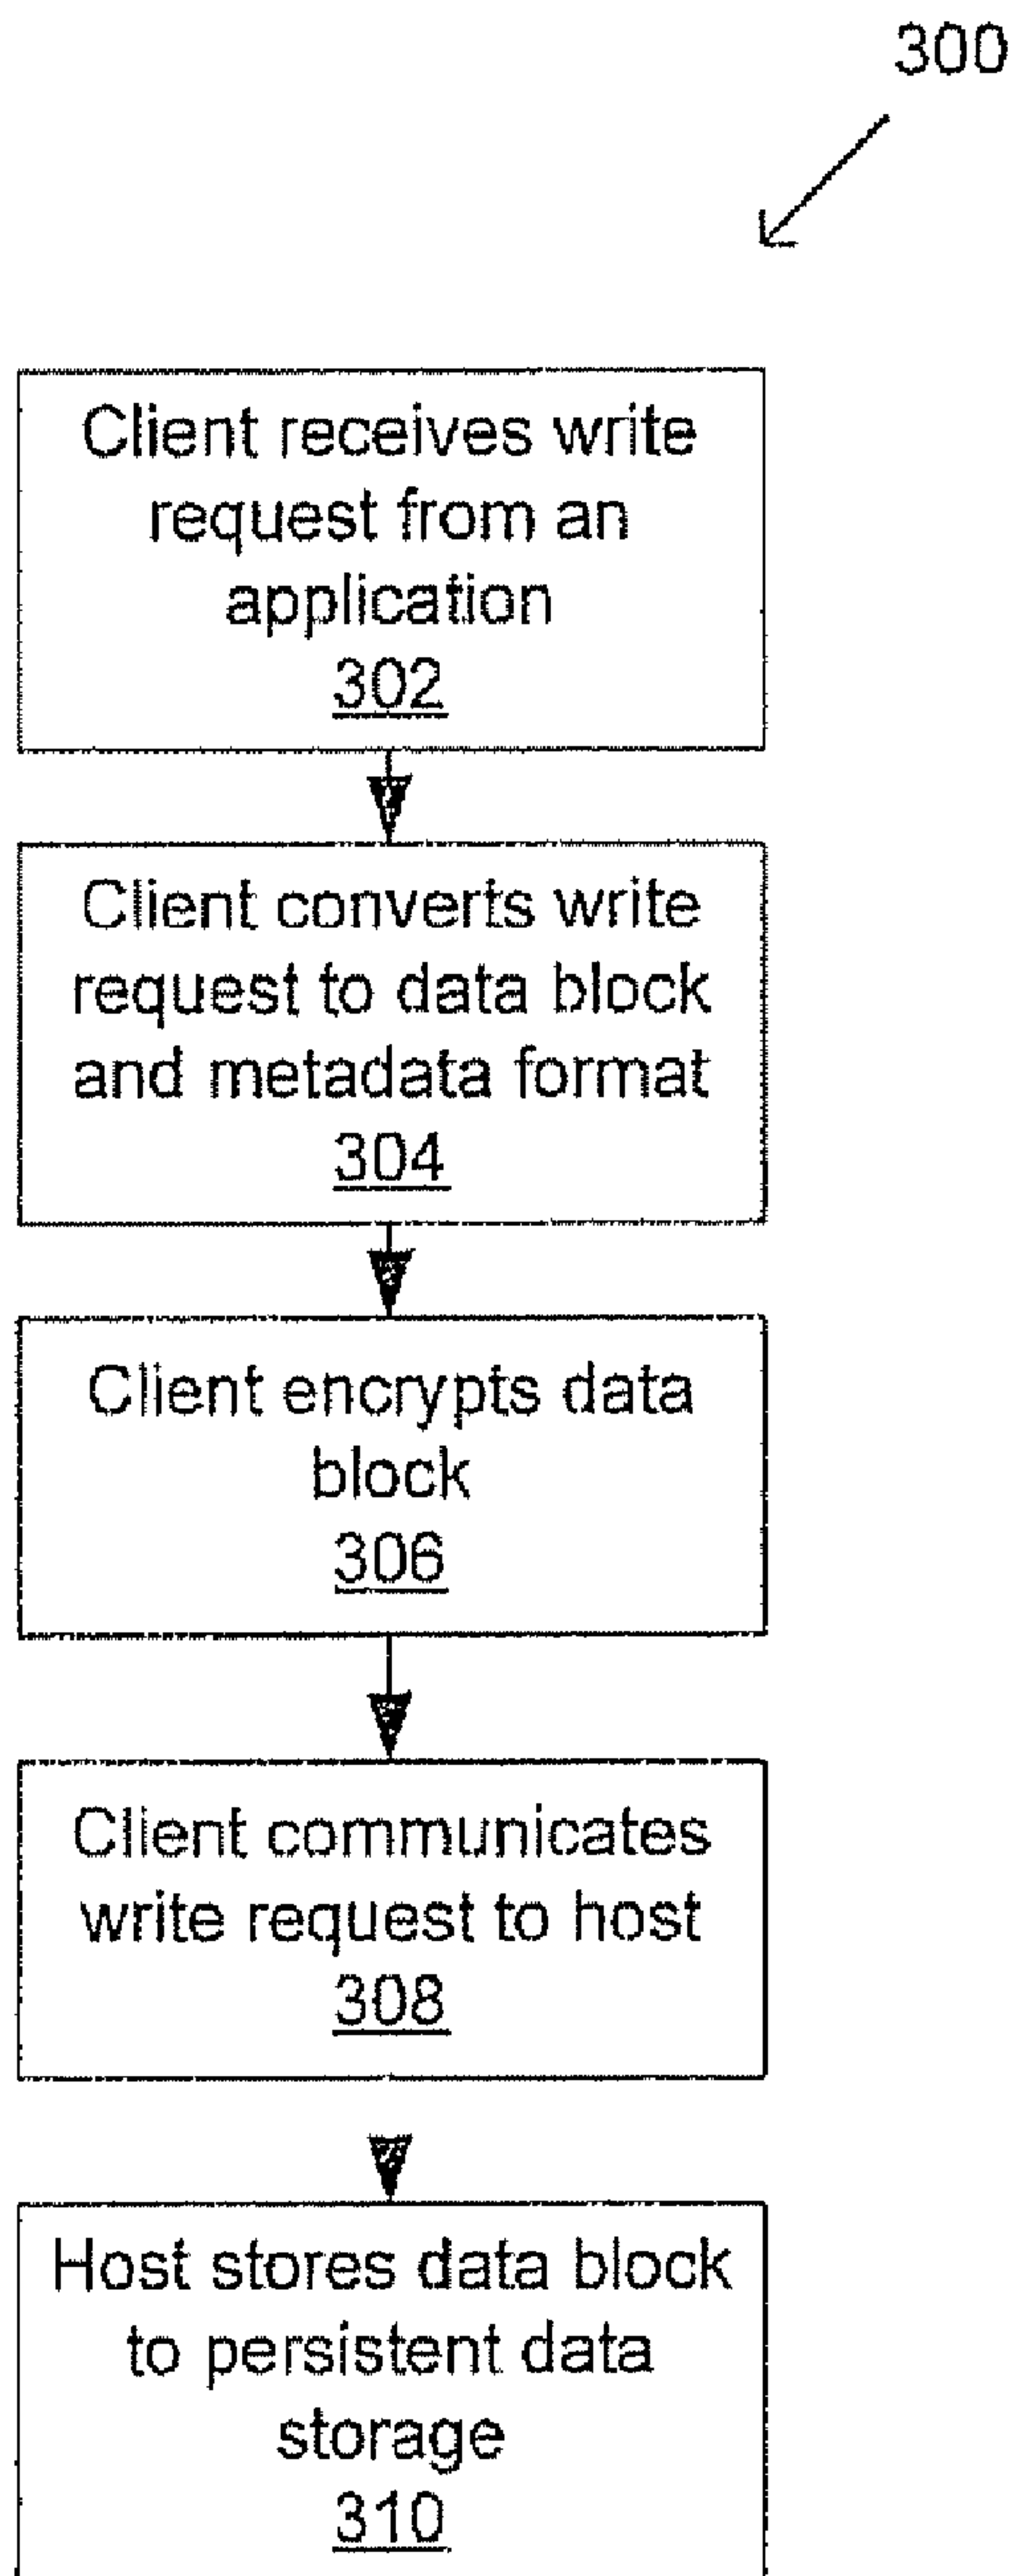 300
Client receives write
request from an
application
302
Client converts write
request to data block
and metadata format
304
Client encrypts data
block
306
Client communicates
write request to host
308
Host stores data block
to persistent data
storage
310